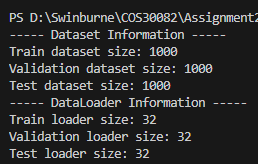 PS D:\Swinburne\COS30082\Assignment2
----- Dataset Information -----
Train dataset size: 1000
Validation dataset size: 1000
Test dataset size: 1000
----- DataLoader Information -----
Train loader size: 32
Validation loader size: 32
Test loader size: 32